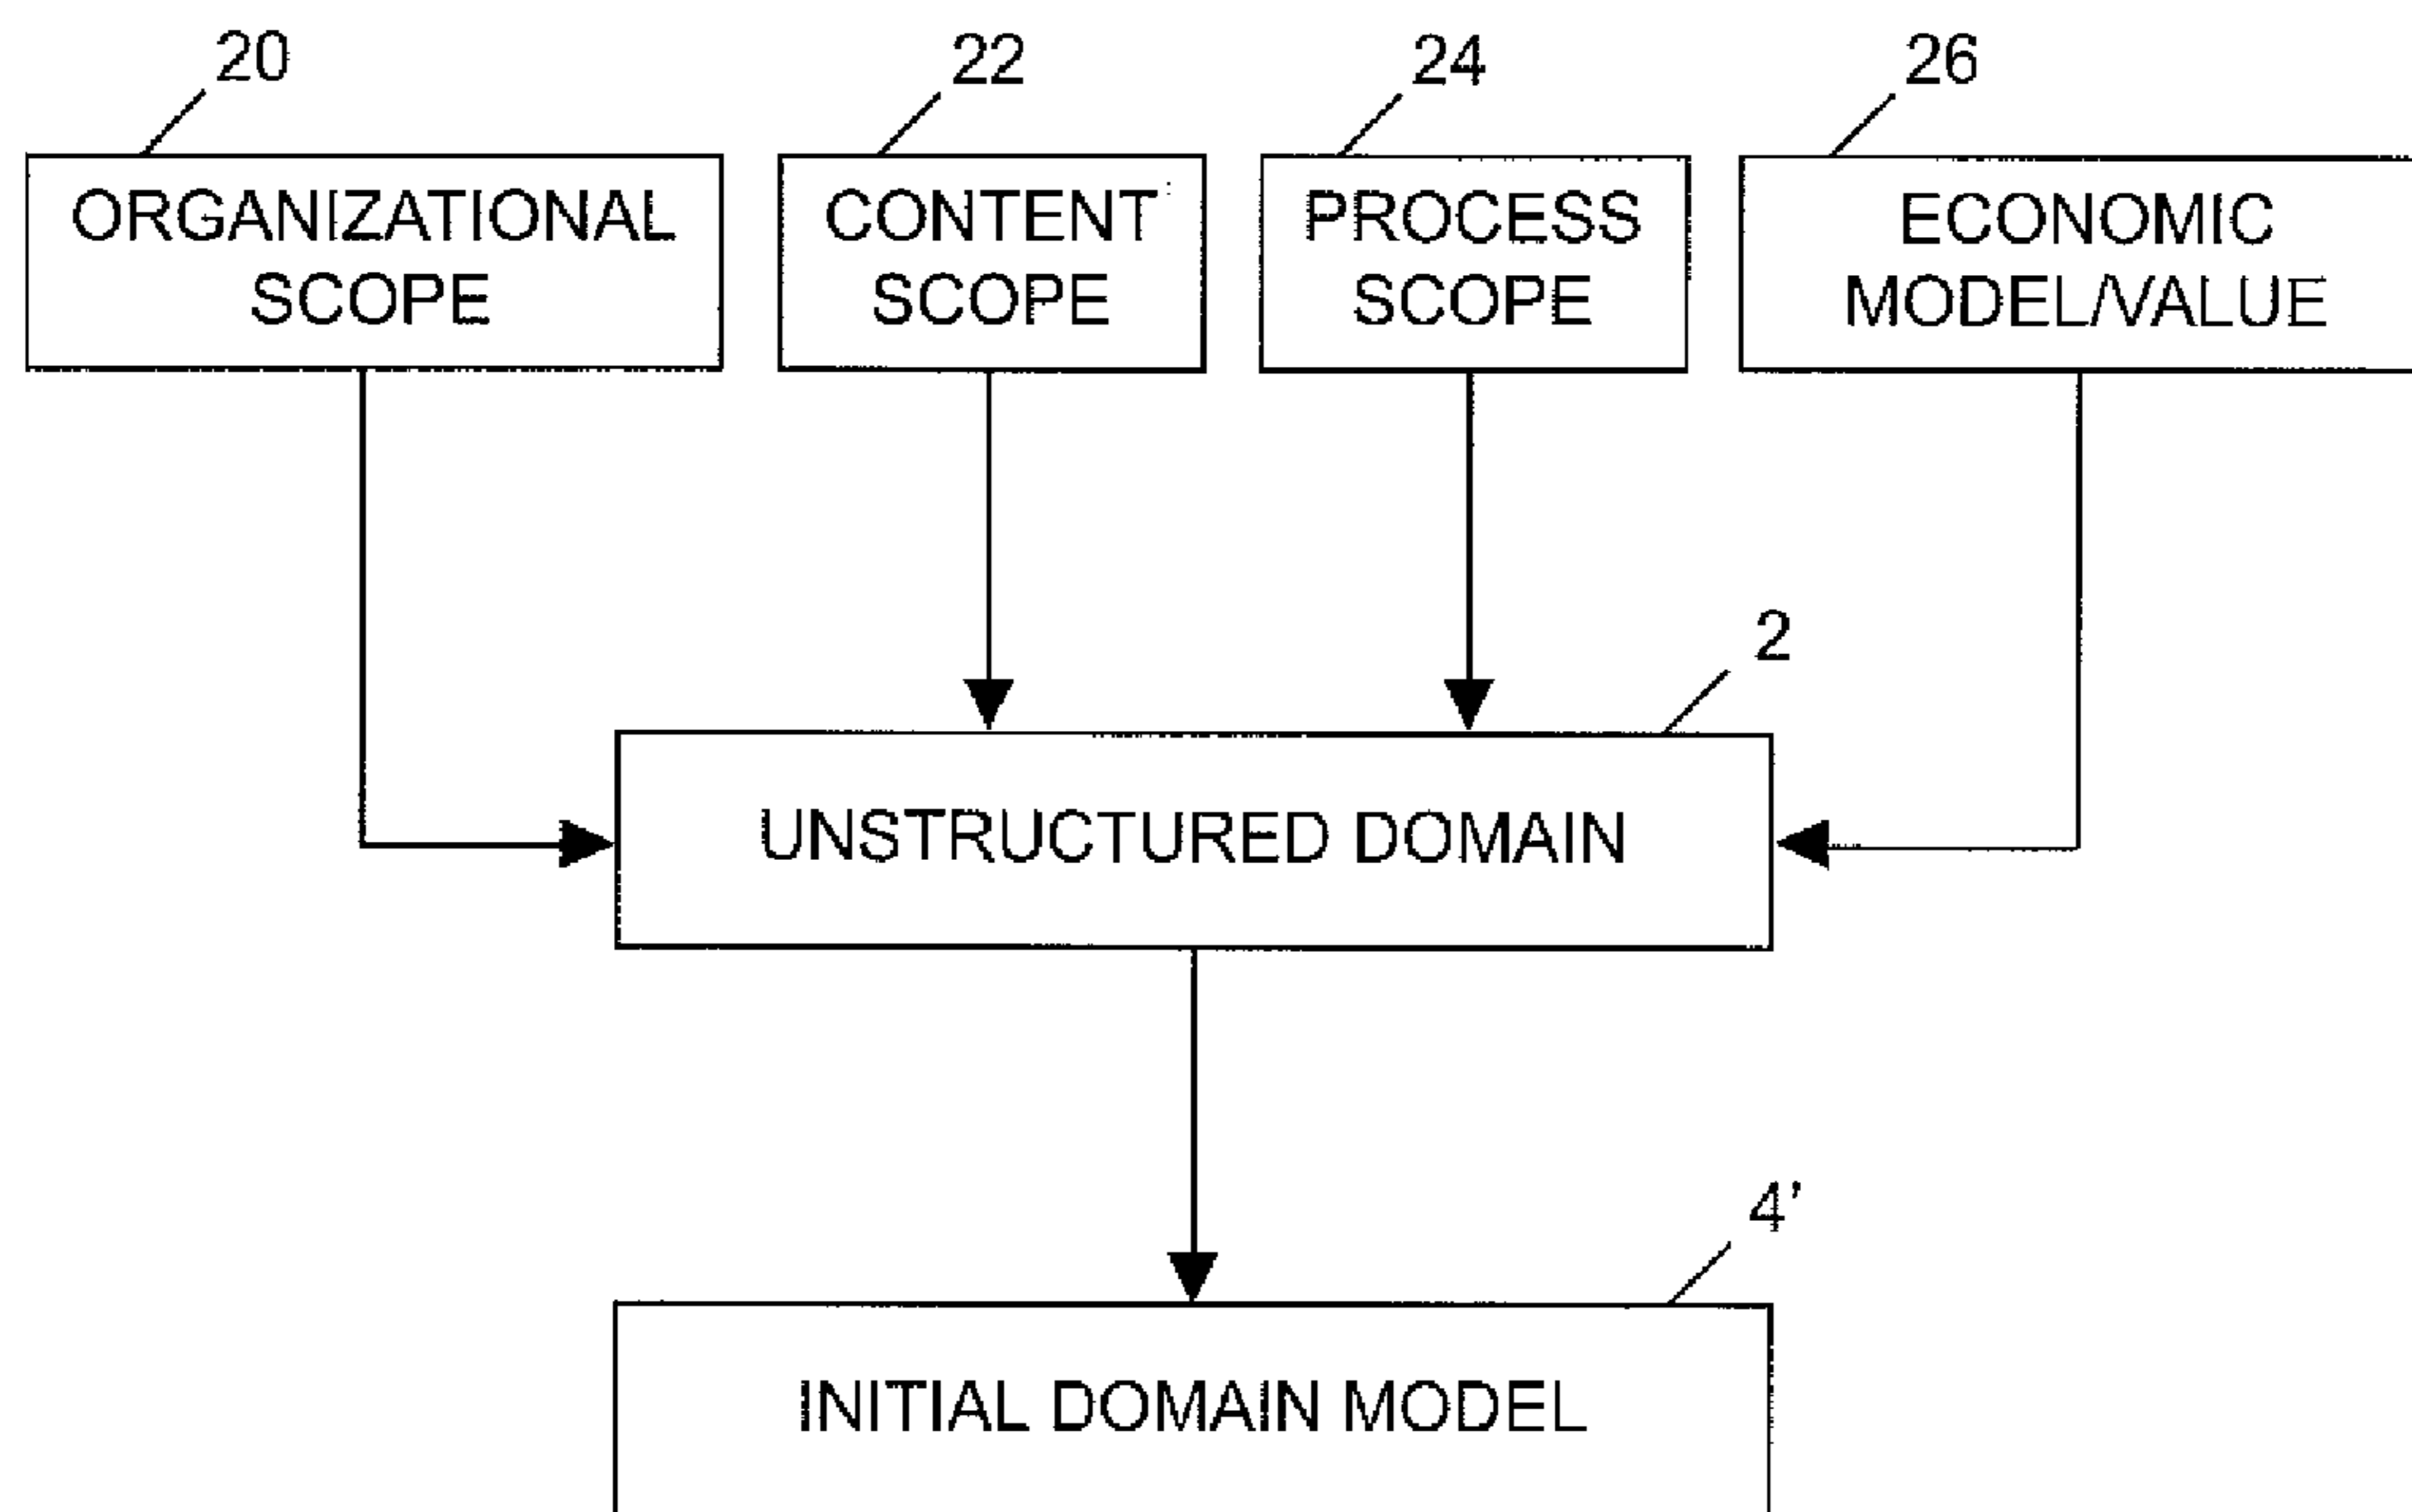 20
22
24
26
ORGANIZATIONAL
SCOPE
CONTENT
SCOPE
PROCESS
SCOPE
ECONOMIC
MODEL/VALUE
2
UNSTRUCTURED DOMAIN
4’
INITIAL DOMAIN MODEL